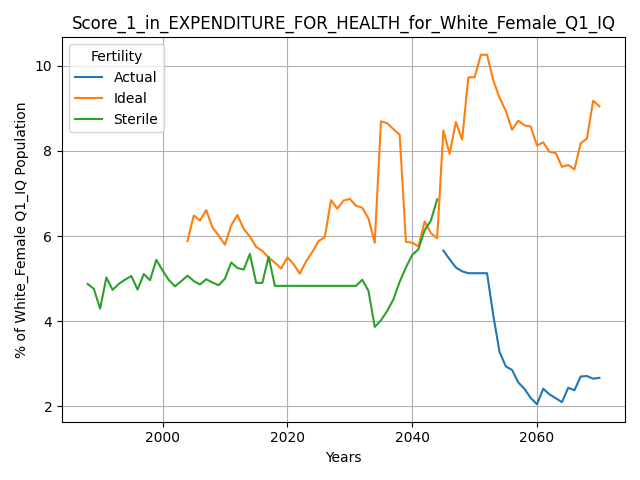 Score_1_in_EXPENDITURE_FOR_HEALTH_for_White_Female_Q1_IQ
Fertility
Actual
Ideal
Sterile
% of White_Female Q1_IQ Population
10
8
6
4
2
2000 2020 2040 2060
Years